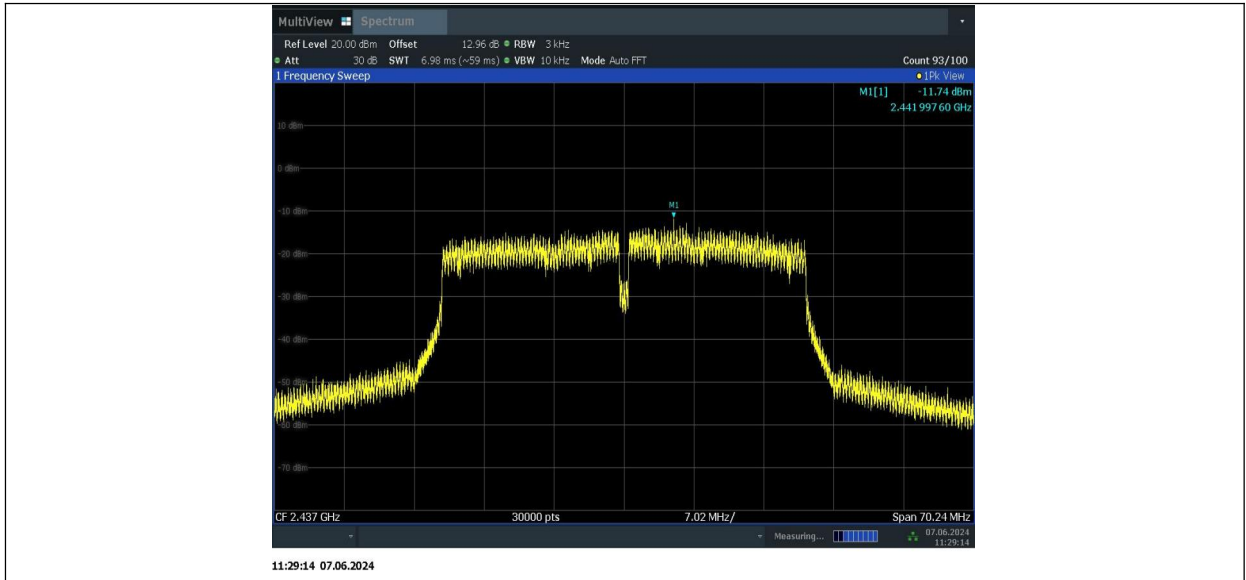 MultiView Spectrum
Ref Level 20.00 dBm Offset 12.96 dB RBW 3 kHz
Att 30 dB SWT 6.98 ms (~59 ms) VBW 10 kHz Mode Auto FFT Count 93/100
1 Frequency Sweep 1Pk View
M1[1] -11.74 dBm
2.441 997 60 GHz
10 dBm
0 dBm
-10 dBm
M1
-20 dBm
-30 dBm
-40 dBm
-50 dBm
-60 dBm
-70 dBm
CF 2.437 GHz 30000 pts 7.02 MHz/ Span 70.24 MHz
Measuring... 07.06.2024
11:29:14
11:29:14 07.06.2024